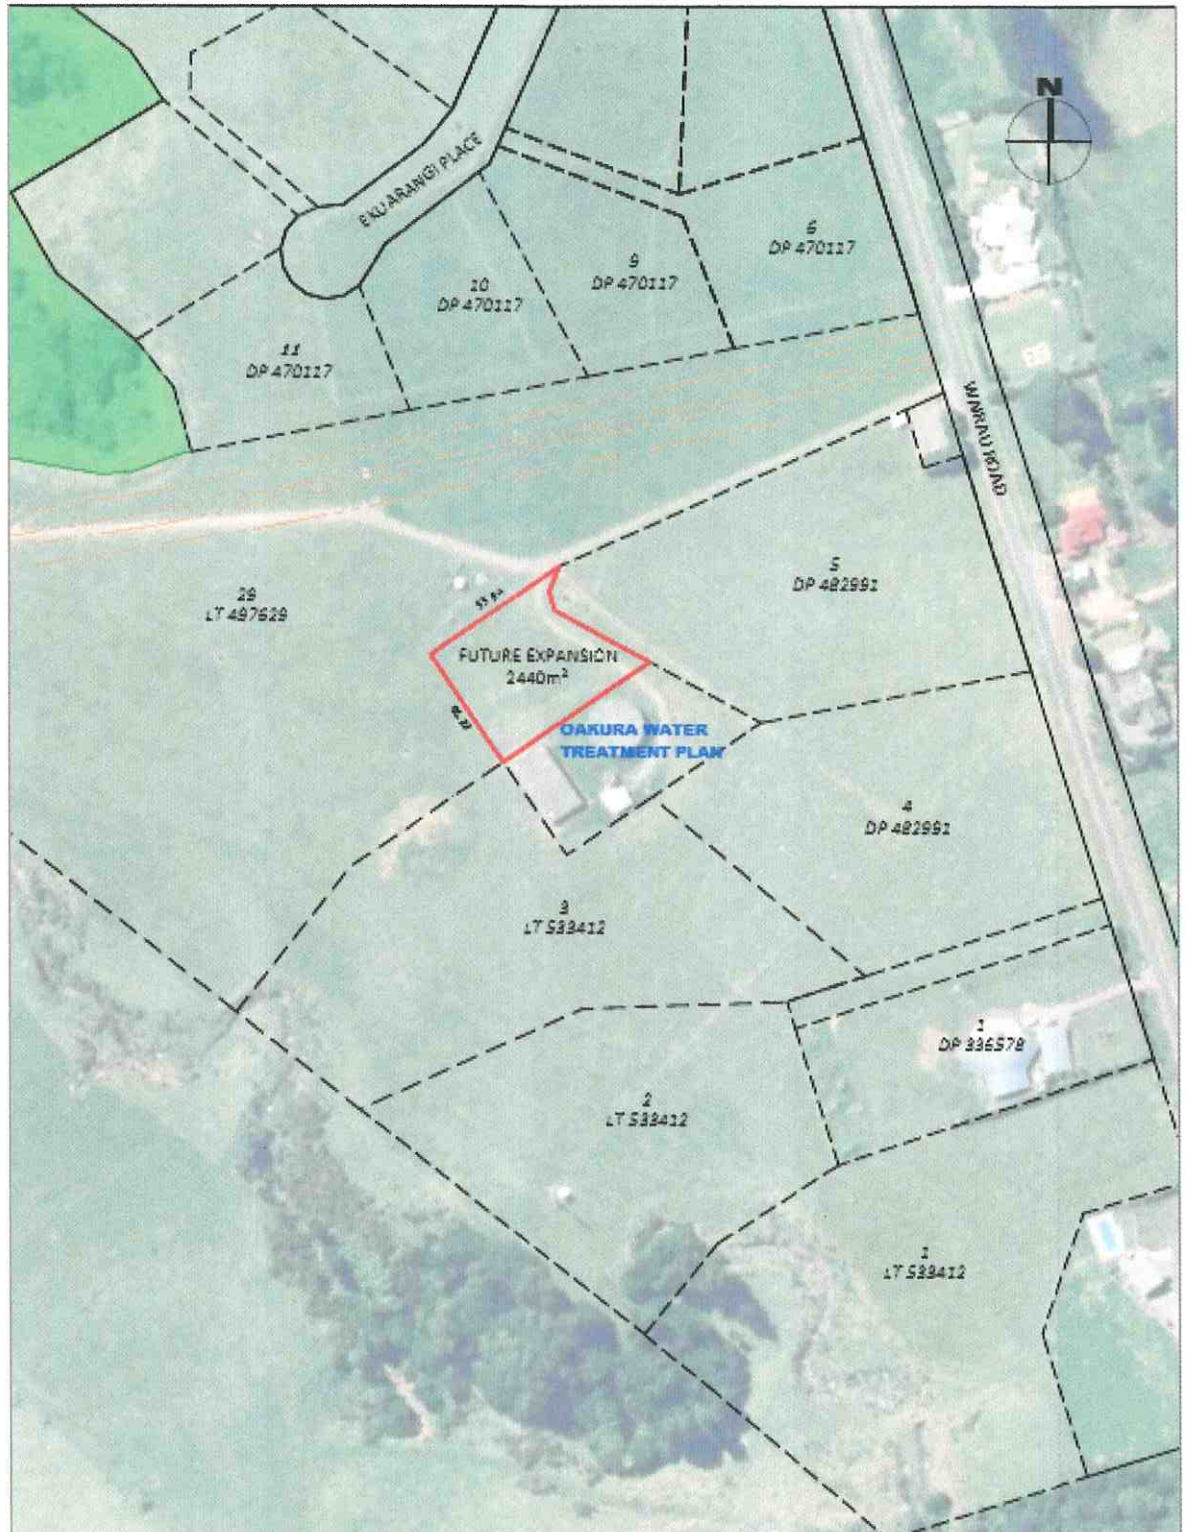 N
EKUARANGI PLACE
6
DP 470117
9
DP 470117
10
DP 470117
11
DP 470117
WAIRAU ROAD
5
DP 482991
29
LT 497629
FUTURE EXPANSION
2440m²
OAKURA WATER
TREATMENT PLAN
4
DP 482991
3
LT 533412
1
DP 336578
2
LT 533412
1
LT 533412